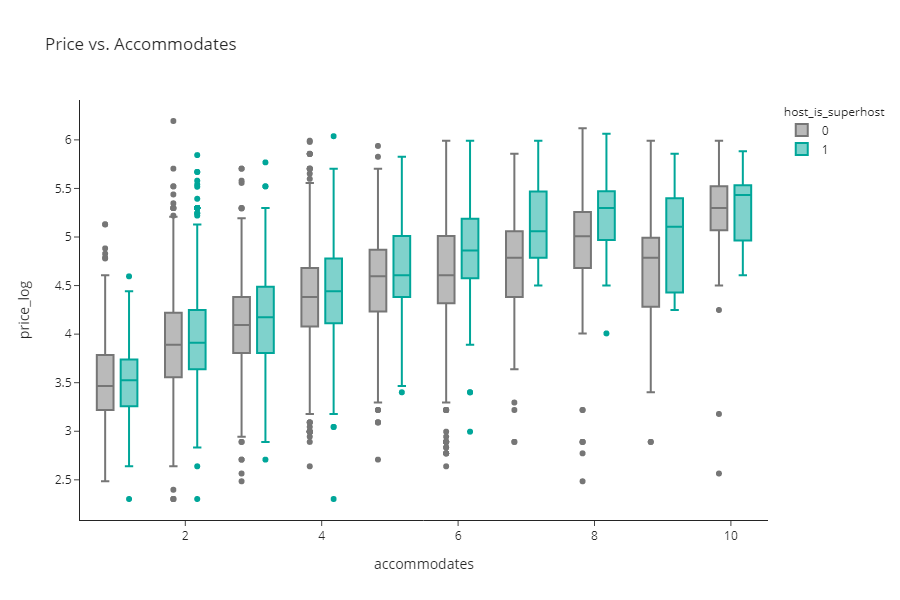 Price vs. Accommodates
host_is_superhost
0
1
6
5.5
5
4.5
4
3.5
3
2.5
price_log
2 4 6 8 10
accommodates